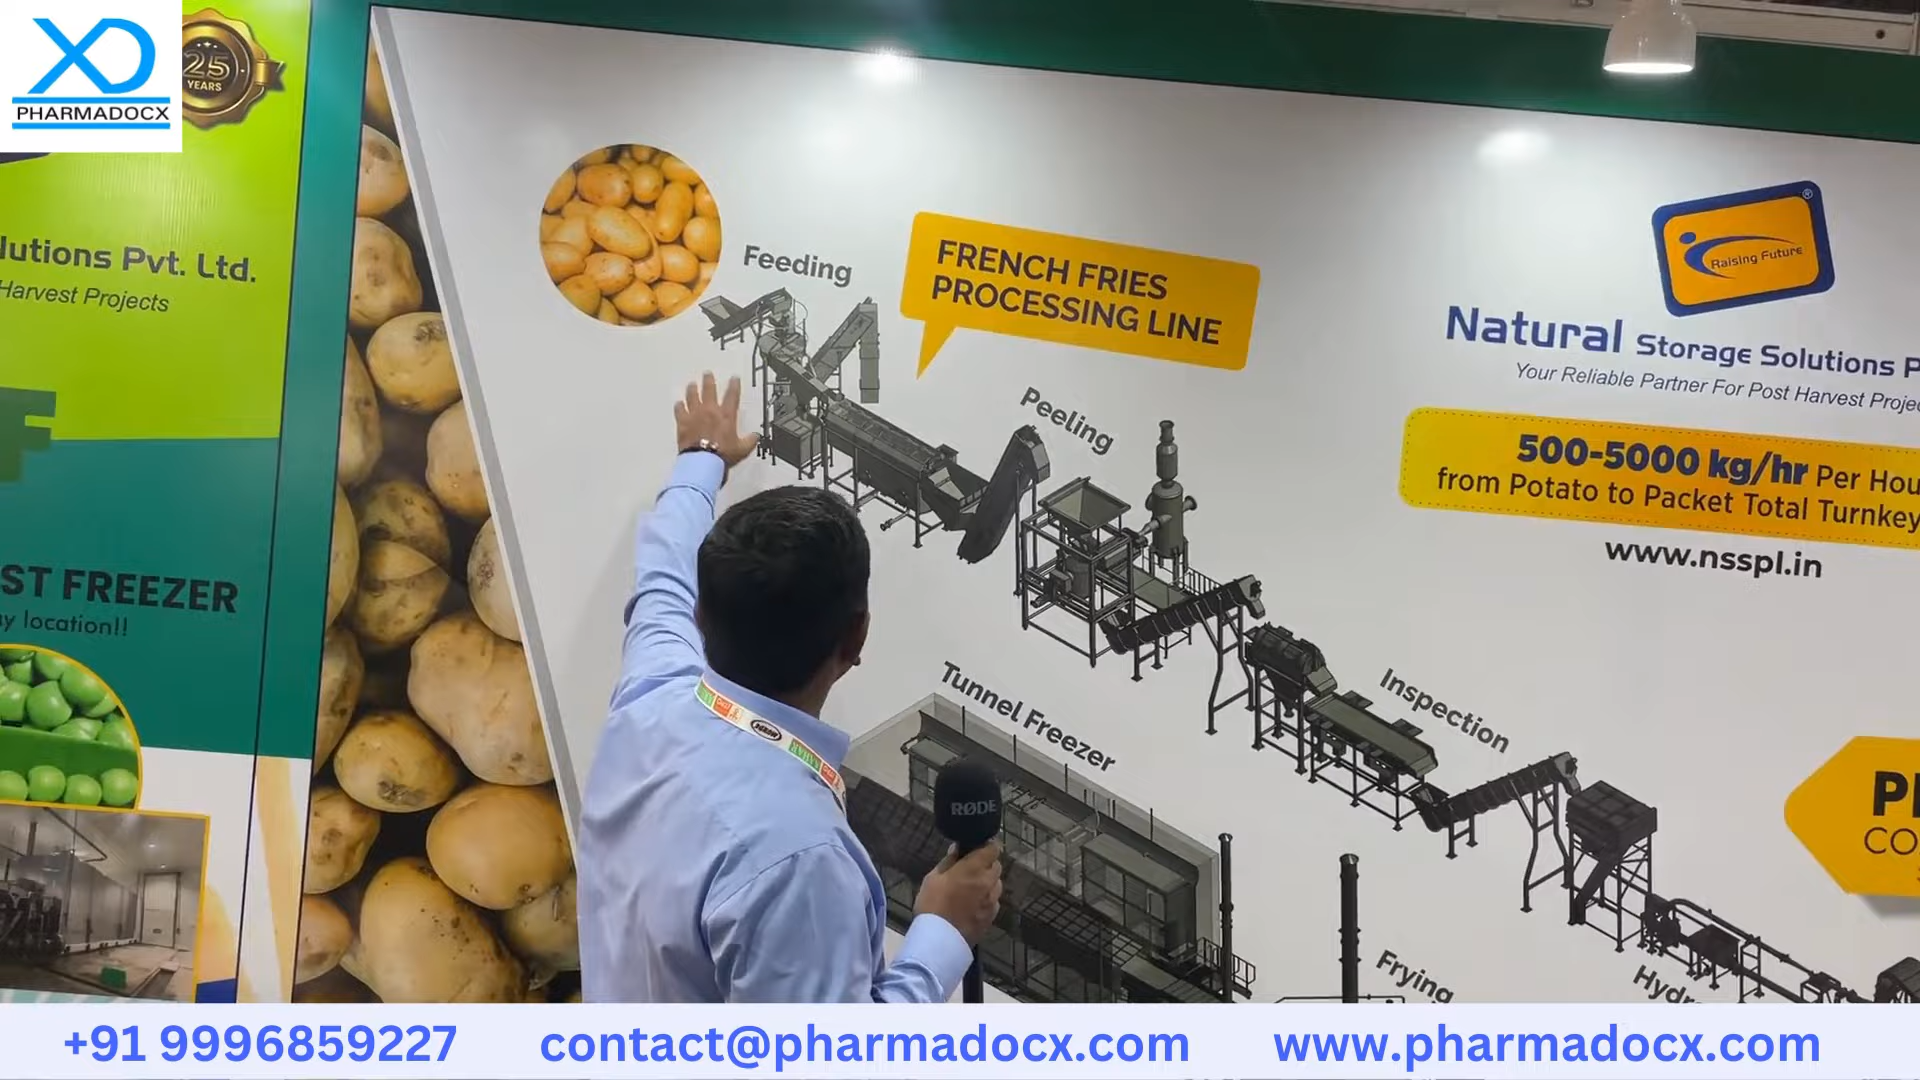 25
YEARS
PHARMADOCX
lutions Pvt. Ltd.
Harvest Projects
ST FREEZER
y location!!
Feeding
FRENCH FRIES
PROCESSING LINE
Peeling
Raising Future
®
Natural Storage Solutions P
Your Reliable Partner For Post Harvest Projec
500-5000 kg/hr Per Hou
from Potato to Packet Total Turnkey
www.nsspl.in
Tunnel Freezer
Inspection
RØDE
Frying
Hydr
CO
+91 9996859227
contact@pharmadocx.com
www.pharmadocx.com